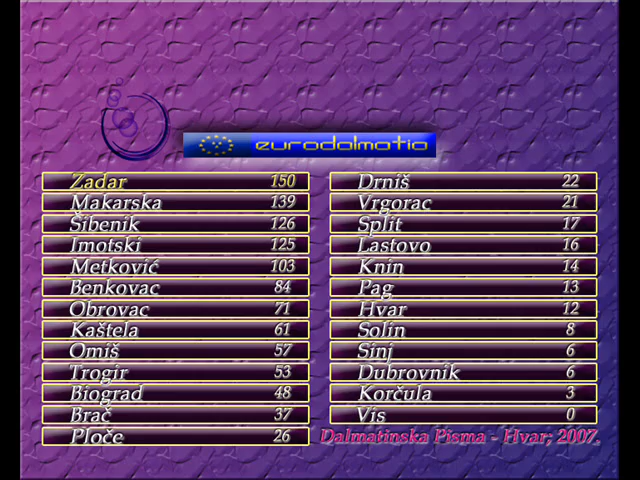 eurodalmatia
Zadar 150
Makarska 139
Šibenik 126
Imotski 125
Metković 103
Benkovac 84
Obrovac 71
Kaštela 61
Omiš 57
Trogir 53
Biograd 48
Brač 37
Ploče 26
Drniš 22
Vrgorac 21
Split 17
Lastovo 16
Knin 14
Pag 13
Hvar 12
Solin 8
Sinj 6
Dubrovnik 6
Korčula 3
Vis 0
Dalmatinska Pisma - Hvar, 2007.